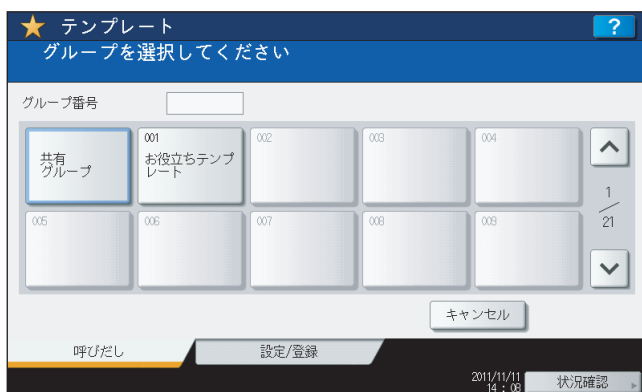 テンプレート
?
グループを選択してください
グループ番号
共有
グループ
001
お役立ちテンプ
レート
002
003
004
1
21
005
006
007
008
009
キャンセル
呼びだし
設定/登録
2011/11/11
14 : 08
状況確認